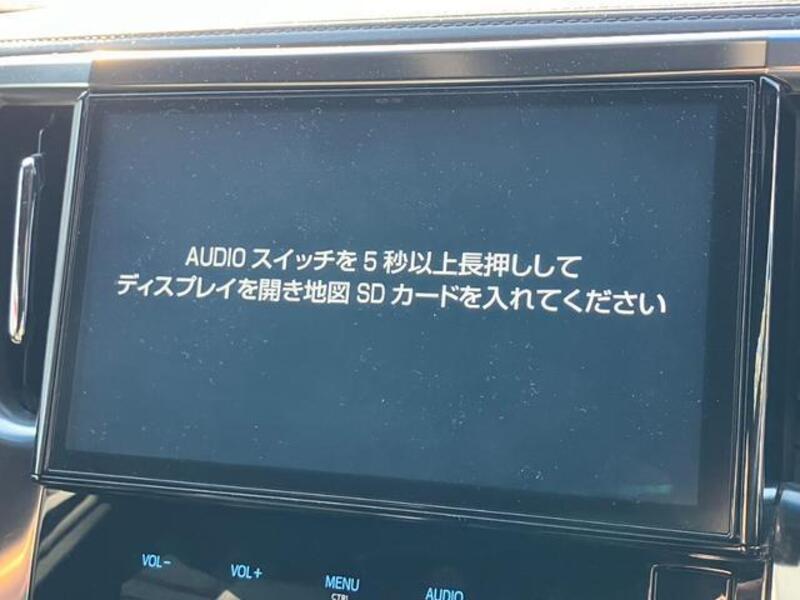 AUDIO スイッチを 5 秒以上長押しして
ディスプレイを開き地図 SD カードを入れてください
VOL− VOL+ MENU AUDIO
CTRL